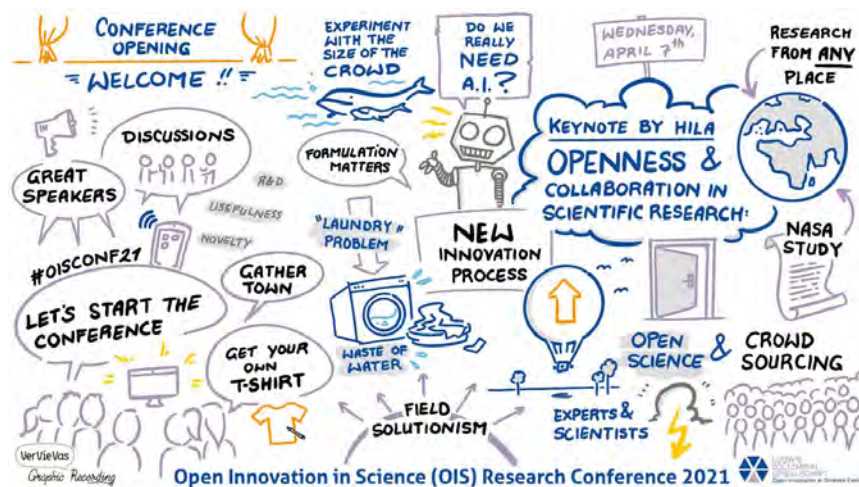 CONFERENCE
OPENING
WELCOME !!
EXPERIMENT
WITH THE
SIZE OF THE
CROWD
DO WE
REALLY
NEED
A.I.?
WEDNESDAY,
APRIL 7th
RESEARCH
FROM ANY
PLACE
DISCUSSIONS
GREAT
SPEAKERS
R&D
USEFULNESS
NOVELTY
FORMULATION
MATTERS
KEYNOTE BY HILA
OPENNESS &
COLLABORATION IN
SCIENTIFIC RESEARCH:
"LAUNDRY"
PROBLEM
NEW
INNOVATION
PROCESS
NASA
STUDY
#OISCONF21
LET'S START THE
CONFERENCE
GATHER
TOWN
GET YOUR
OWN
T-SHIRT
WASTE OF
WATER
OPEN
SCIENCE
&
CROWD
SOURCING
FIELD
SOLUTIONISM
EXPERTS &
SCIENTISTS
VerVieVas
Graphic Recording
Open Innovation in Science (OIS) Research Conference 2021